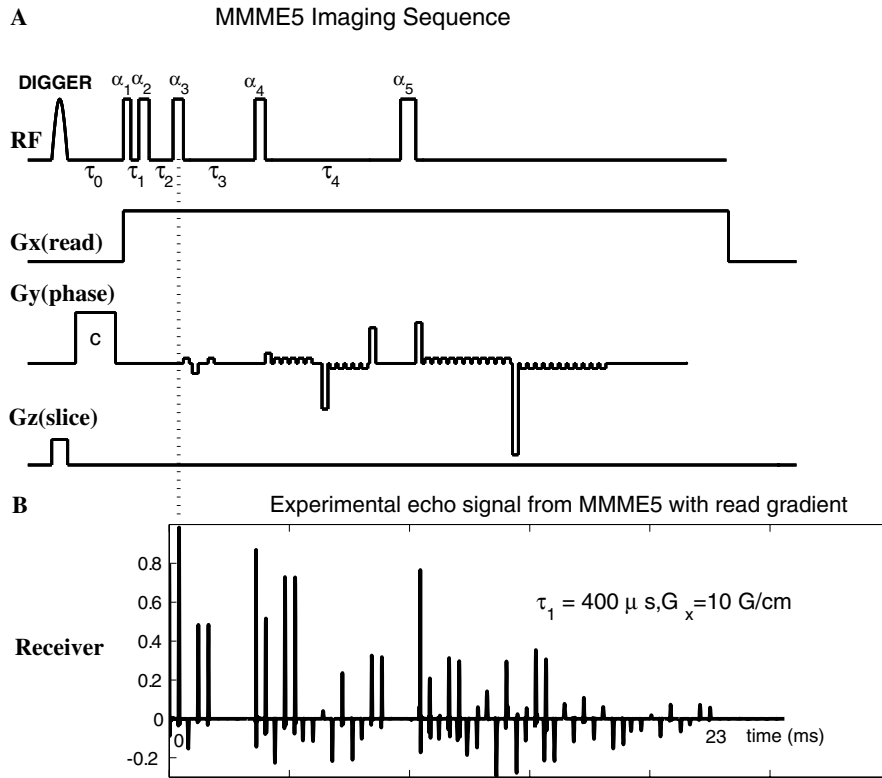 A MMME5 Imaging Sequence
DIGGER α1 α2 α3 α4 α5
RF
τ0 τ1 τ2 τ3 τ4
Gx(read)
Gy(phase)
c
Gz(slice)
B Experimental echo signal from MMME5 with read gradient
0.8
τ1 = 400 μ s,G x=10 G/cm
0.6
0.4
Receiver
0.2
0
0 23 time (ms)
-0.2